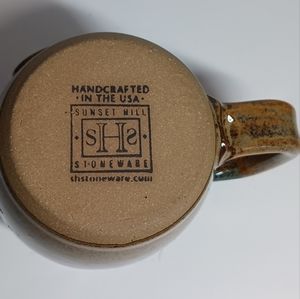 HANDCRAFTED
· IN THE USA ·
SUNSET HILL
· SHS ·
STONEWARE
shstoneware.com